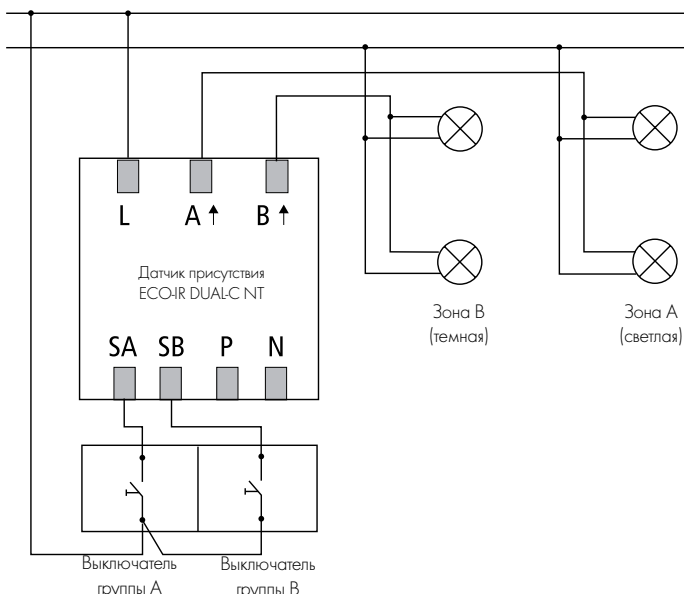 L A B
Датчик присутствия
ECO-IR DUAL-C NT
SA SB P N
Зона B
(темная)
Зона A
(светлая)
Выключатель
группы A
Выключатель
группы B